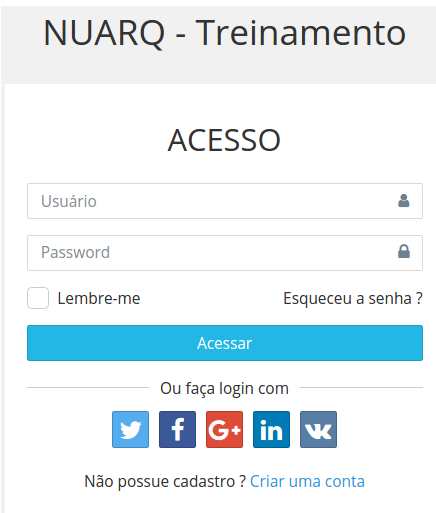 NUARQ - Treinamento
ACESSO
Usuário
Password
Lembre-me Esqueceu a senha ?
Acessar
Ou faça login com
Não possue cadastro ? Criar uma conta